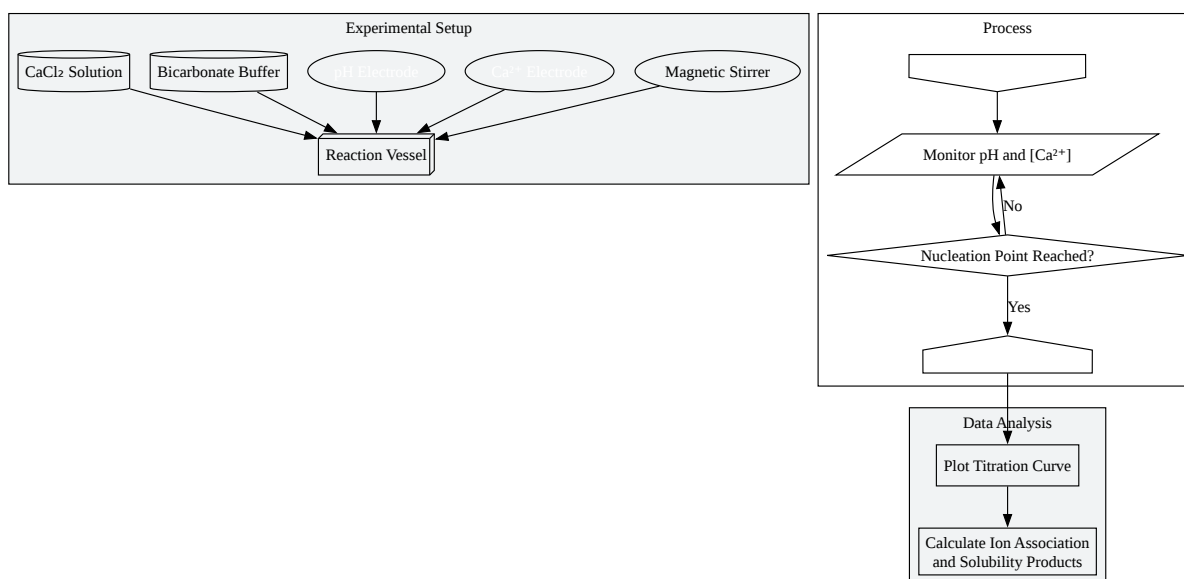 Experimental Setup
CaCl₂ Solution
Bicarbonate Buffer
pH Electrode
Ca²⁺ Electrode
Magnetic Stirrer
Reaction Vessel
Process
Monitor pH and [Ca²⁺]
No
Nucleation Point Reached?
Yes
Data Analysis
Plot Titration Curve
Calculate Ion Association
and Solubility Products